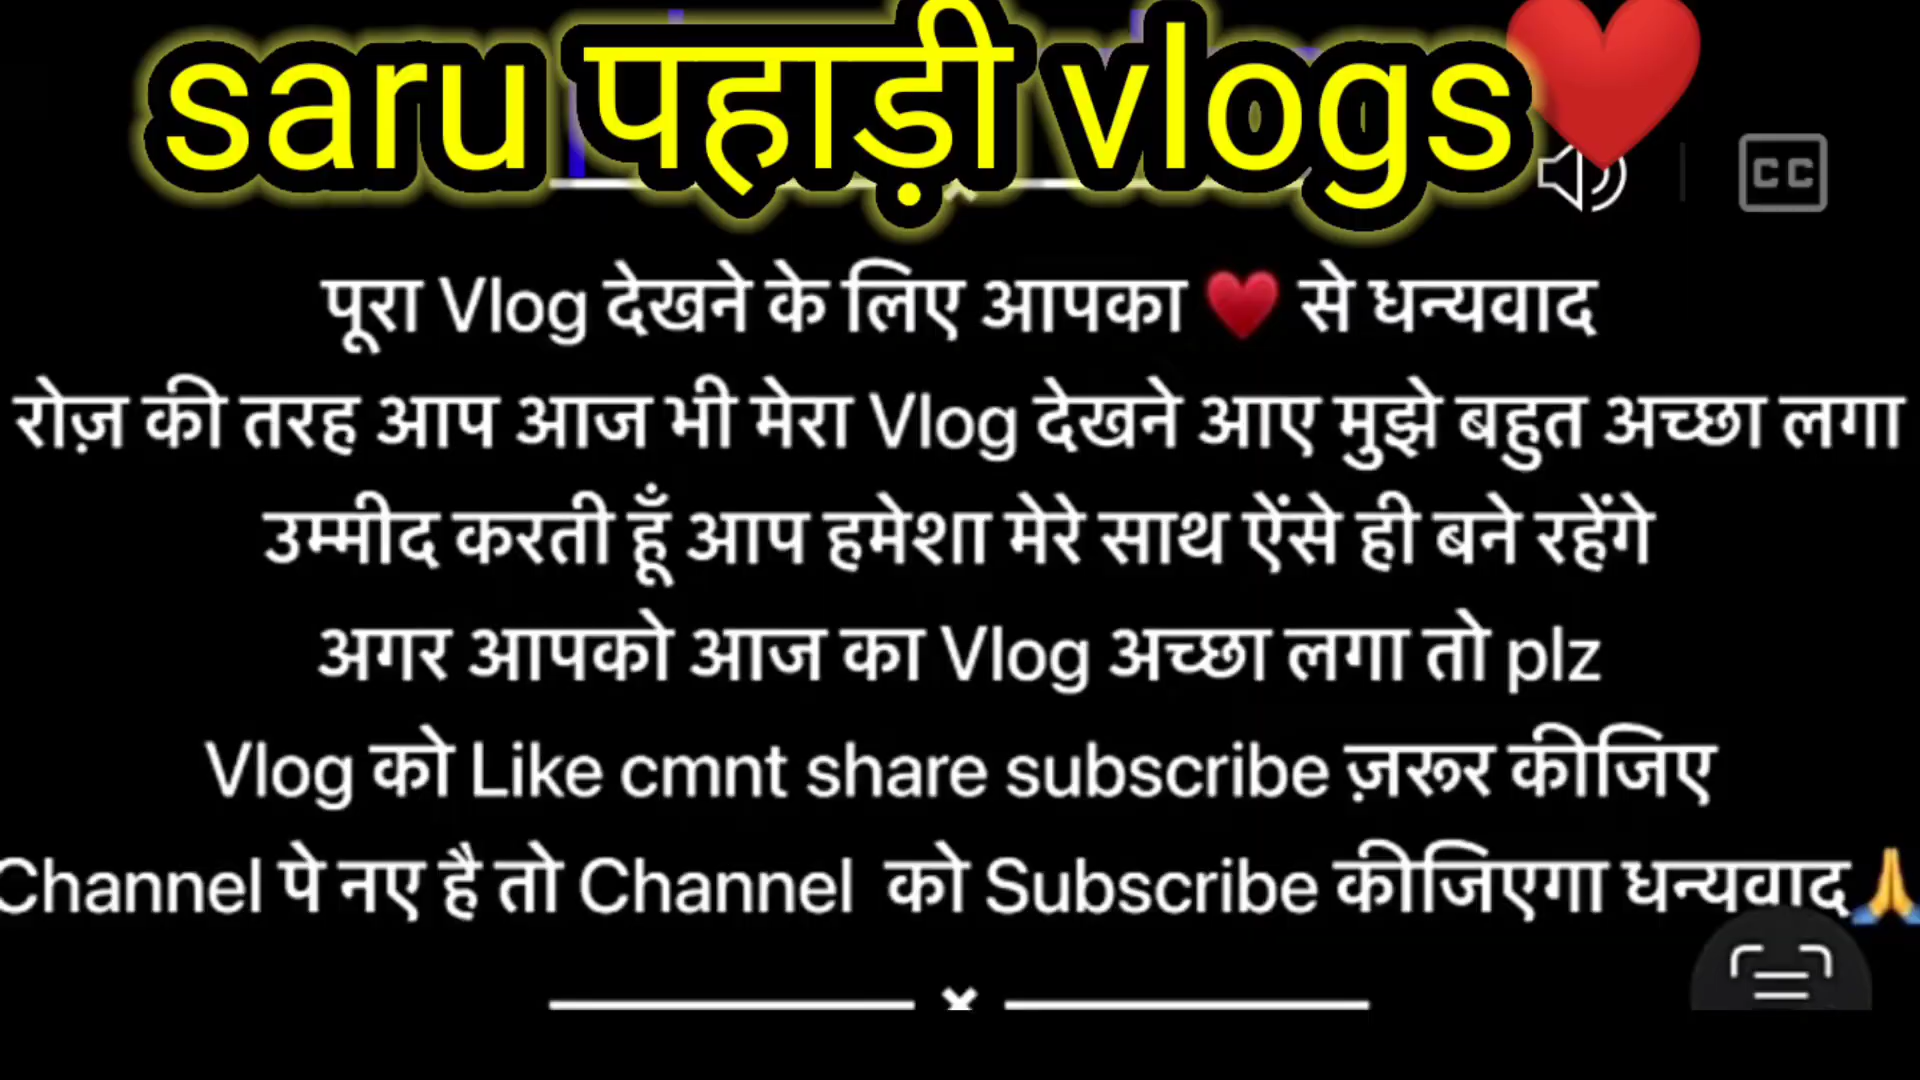 saru पहाड़ी vlogs❤️
CC
पूरा Vlog देखने के लिए आपका ♥️ से धन्यवाद
रोज़ की तरह आप आज भी मेरा Vlog देखने आए मुझे बहुत अच्छा लगा
उम्मीद करती हूँ आप हमेशा मेरे साथ ऐंसे ही बने रहेंगे
अगर आपको आज का Vlog अच्छा लगा तो plz
Vlog को Like cmnt share subscribe ज़रूर कीजिए
Channel पे नए है तो Channel को Subscribe कीजिएगा धन्यवाद🙏